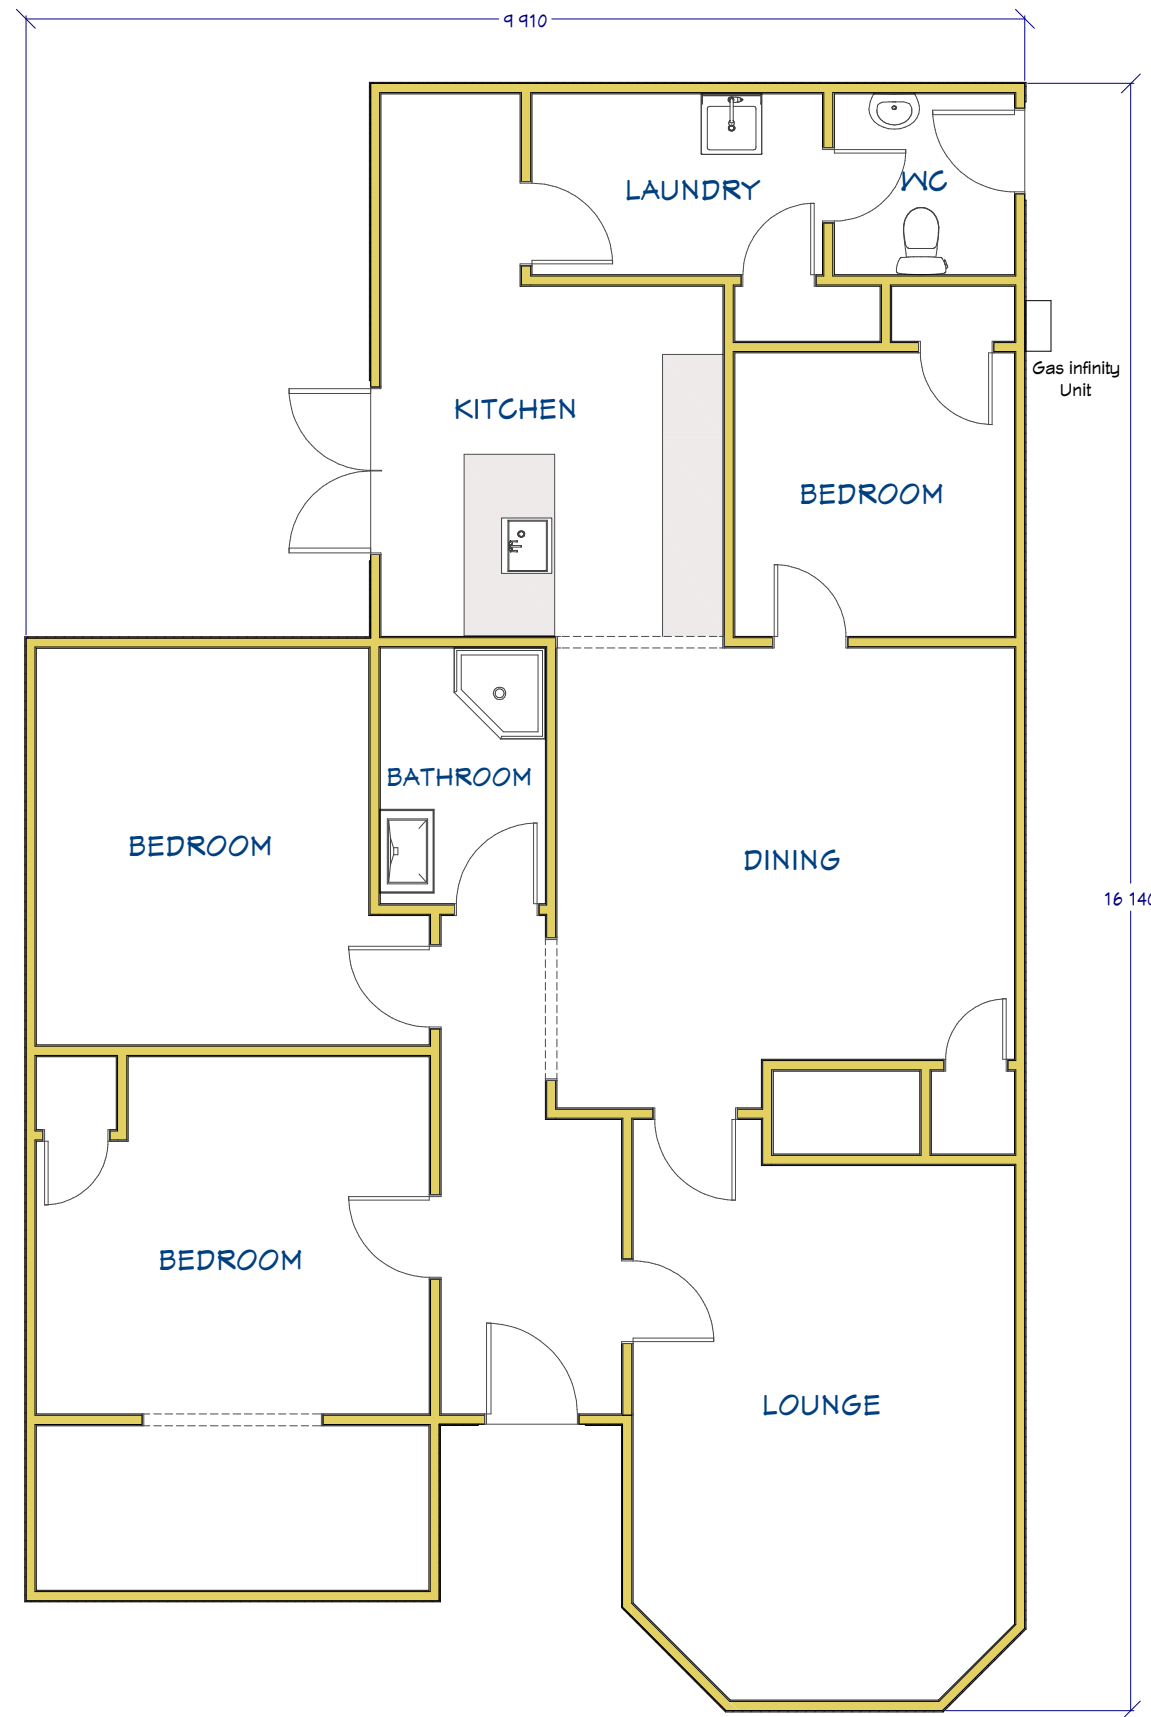 9 910
LAUNDRY
WC
Gas infinity
Unit
KITCHEN
BEDROOM
BATHROOM
BEDROOM
DINING
16 140
BEDROOM
LOUNGE